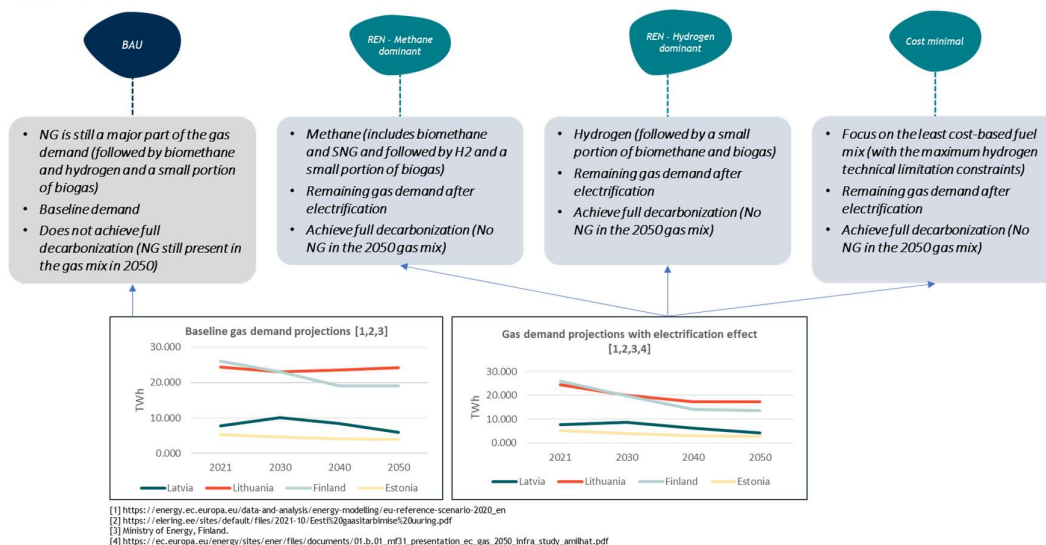 BAU
REN - Methane
dominant
REN - Hydrogen
dominant
Cost minimal
• NG is still a major part of the gas
demand (followed by biomethane
and hydrogen and a small portion
of biogas)
• Baseline demand
• Does not achieve full
decarbonization (NG still present in
the gas mix in 2050)
• Methane (includes biomethane
and SNG and followed by H2 and a
small portion of biogas)
• Remaining gas demand after
electrification
• Achieve full decarbonization (No
NG in the 2050 gas mix)
• Hydrogen (followed by a small
portion of biomethane and biogas)
• Remaining gas demand after
electrification
• Achieve full decarbonization (No
NG in the 2050 gas mix)
• Focus on the least cost-based fuel
mix (with the maximum hydrogen
technical limitation constraints)
• Remaining gas demand after
electrification
• Achieve full decarbonization (No
NG in the 2050 gas mix)
Baseline gas demand projections [1,2,3]
TWh
30.000
20.000
10.000
0.000
2021 2030 2040 2050
Latvia Lithuania Finland Estonia
Gas demand projections with electrification effect
[1,2,3,4]
TWh
30.000
20.000
10.000
0.000
2021 2030 2040 2050
Latvia Lithuania Finland Estonia
[1] https://energy.ec.europa.eu/data-and-analysis/energy-modelling/eu-reference-scenario-2020_en
[2] https://elering.ee/sites/default/files/2021-10/Eesti%20gaasitarbimise%20uuring.pdf
[3] Ministry of Energy, Finland.
[4] https://ec.europa.eu/energy/sites/ener/files/documents/01.b.01_mf31_presentation_ec_gas_2050_infra_study_amilhat.pdf